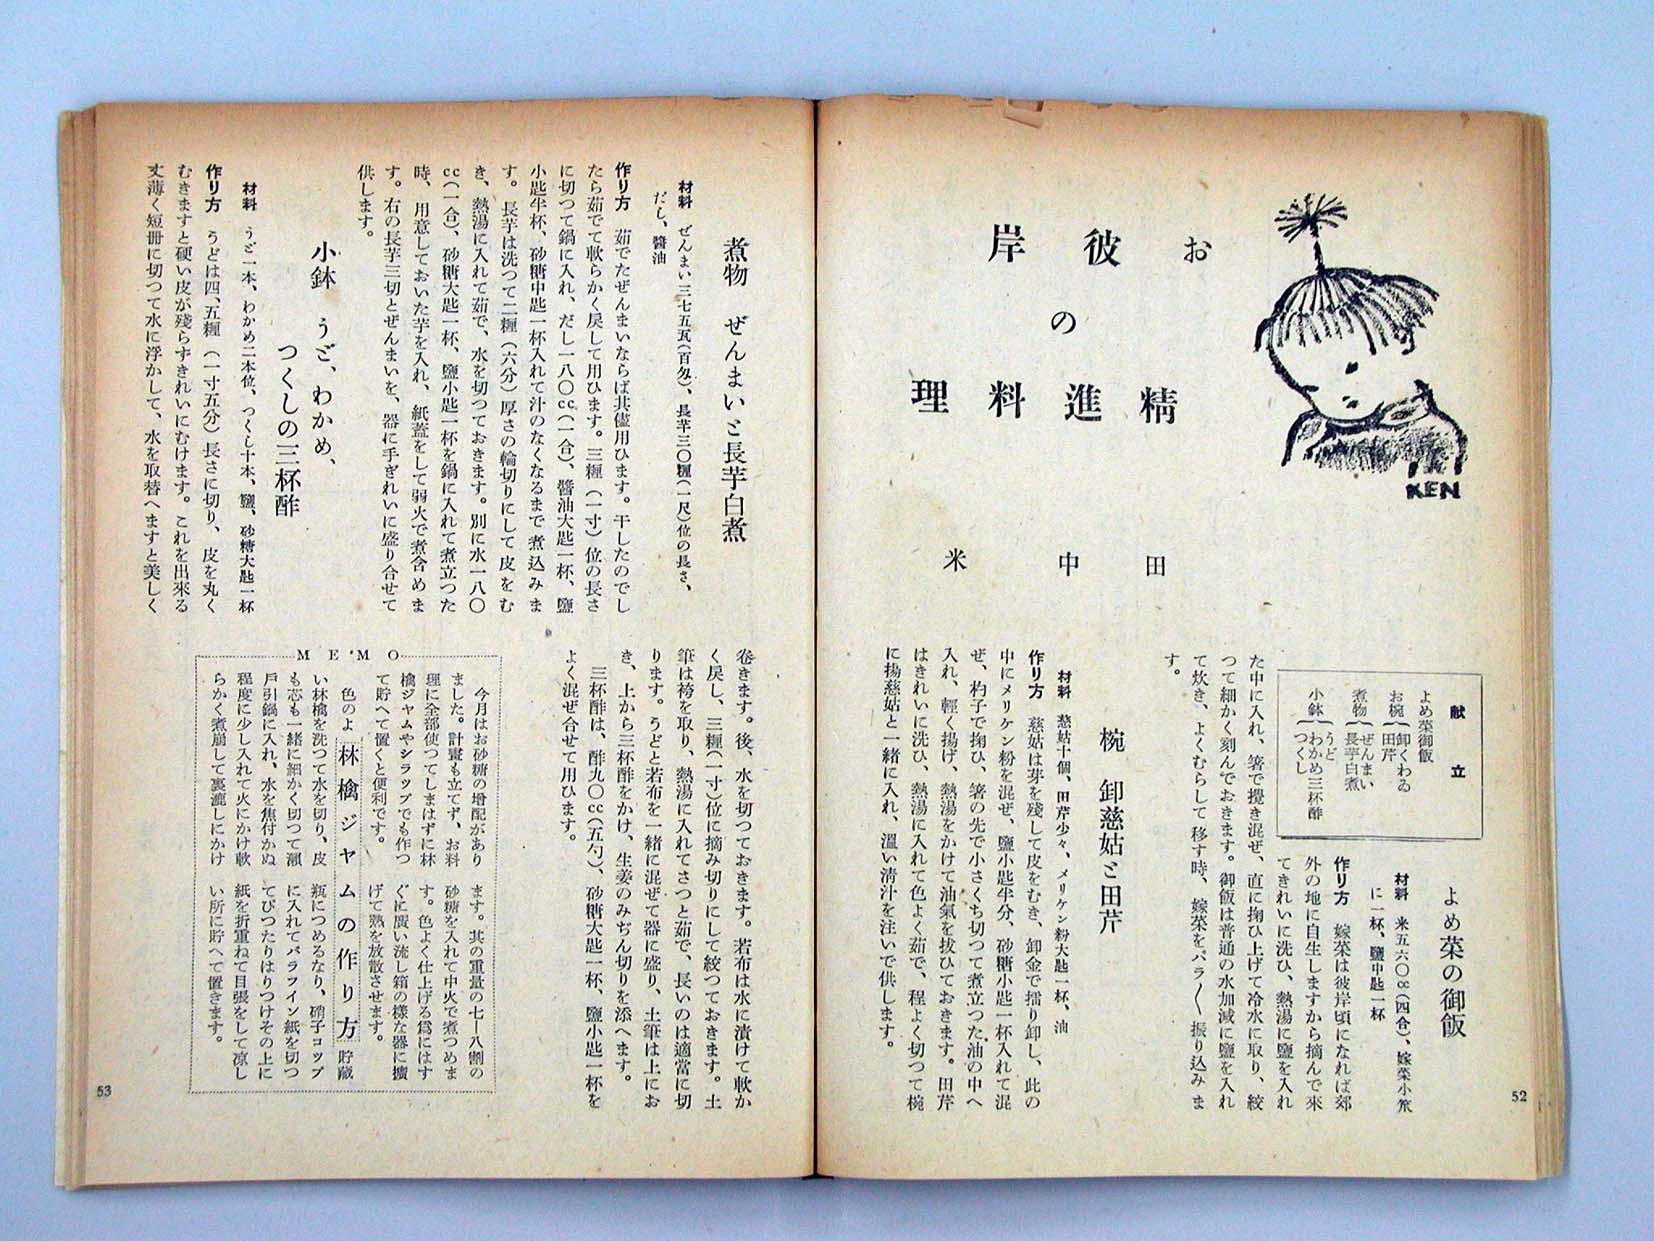 お彼岸の
精進料理
KEN
田中米
献立
よめ菜御飯
お椀{卸くわゐ
田芹
煮物{ぜんまい
長芋白煮
小鉢{うど
わかめ三杯酢
つくし
よめ菜の御飯
材料 米五六〇cc(四合)、嫁菜小笊
に一杯、鹽中匙一杯
作り方 嫁菜は彼岸頃になれば郊
外の地に自生しますから摘んで來
てきれいに洗ひ、熱湯に鹽を入れ
た中に入れ、箸で攪き混ぜ、直に掬ひ上げて冷水に取り、絞
つて細かく刻んでおきます。御飯は普通の水加減に鹽を入れ
て炊き、よくむらして移す時、嫁菜をパラ〱振り込みま
す。
椀 卸慈姑と田芹
材料 慈姑十個、田芹少々、メリケン粉大匙一杯、油
作り方 慈姑は芽を殘して皮をむき、卸金で擂り卸し、此の
中にメリケン粉を混ぜ、鹽小匙半分、砂糖小匙一杯入れて混
ぜ、杓子で掬ひ、箸の先で小さくち切つて煮立つた油の中へ
入れ、輕く揚げ、熱湯をかけて油氣を拔ひておきます。田芹
はきれいに洗ひ、熱湯に入れて色よく茹で、程よく切つて椀
に揚慈姑と一緒に入れ、溫い淸汁を注いで供します。
52
煮物 ぜんまいと長芋白煮
材料 ぜんまい三七五瓦(百匁)、長芋三〇糎(一尺)位の長さ、
だし、醬油
作り方 茹でたぜんまいならば其儘用ひます。干したのでし
たら茹でて軟らかく戾して用ひます。三糎(一寸)位の長さ
に切つて鍋に入れ、だし一八〇cc(一合)、醬油大匙一杯、鹽
小匙半杯、砂糖中匙一杯入れて汁のなくなるまで煮込みま
す。長芋は洗つて二糎(六分)厚さの輪切りにして皮をむ
き、熱湯に入れて茹で、水を切つておきます。別に水一八〇
cc(一合)、砂糖大匙一杯、鹽小匙一杯を鍋に入れて煮立つた
時、用意しておいた芋を入れ、紙蓋をして弱火で煮含めま
す。右の長芋三切とぜんまいを、器に手ぎれいに盛り合せて
供します。
小鉢 うど、わかめ、
つくしの三杯酢
材料 うど一本、わかめ二本位、つくし十本、鹽、砂糖大匙一杯
作り方 うどは四、五糎(一寸五分)長さに切り、皮を丸く
むきますと硬い皮が殘らずきれいにむけます。これを出來る
丈薄く短冊に切つて水に浮かして、水を取替へますと美しく
卷きます。後、水を切つておきます。若布は水に漬けて軟か
く戾し、三糎(一寸)位に摘み切りにして絞つておきます。土
筆は袴を取り、熱湯に入れてさつと茹で、長いのは適當に切
ります。うどと若布を一緒に混ぜて器に盛り、土筆は上にお
き、上から三杯酢をかけ、生姜のみぢん切りを添へます。
三杯酢は、酢九〇cc(五勺)、砂糖大匙一杯、鹽小匙一杯を
よく混ぜ合せて用ひます。
MEMO
林檎ジャムの作り方
今月はお砂糖の增配があり
ました。計畫も立てず、お料
理に全部使つてしまはずに林
檎ジャムやシラップでも作つ
て貯へて置くと便利です。
色のよ
い林檎を洗つて水を切り、皮
も芯も一緖に細かく切つて瀨
戶引鍋に入れ、水を焦付かぬ
程度に少し入れて火にかけ軟
らかく煮崩して裏漉しにかけ
ます。其の重量の七―八割の
砂糖を入れて中火で煮つめま
す。色よく仕上げる爲にはす
ぐに廣い流し箱の樣な器に擴
げて熱を放散させます。
貯藏
瓶につめるなり、硝子コップ
に入れてパラフイン紙を切つ
てぴつたりはりつけその上に
紙を折重ねて目張をして凉し
い所に貯へて置きます。
53